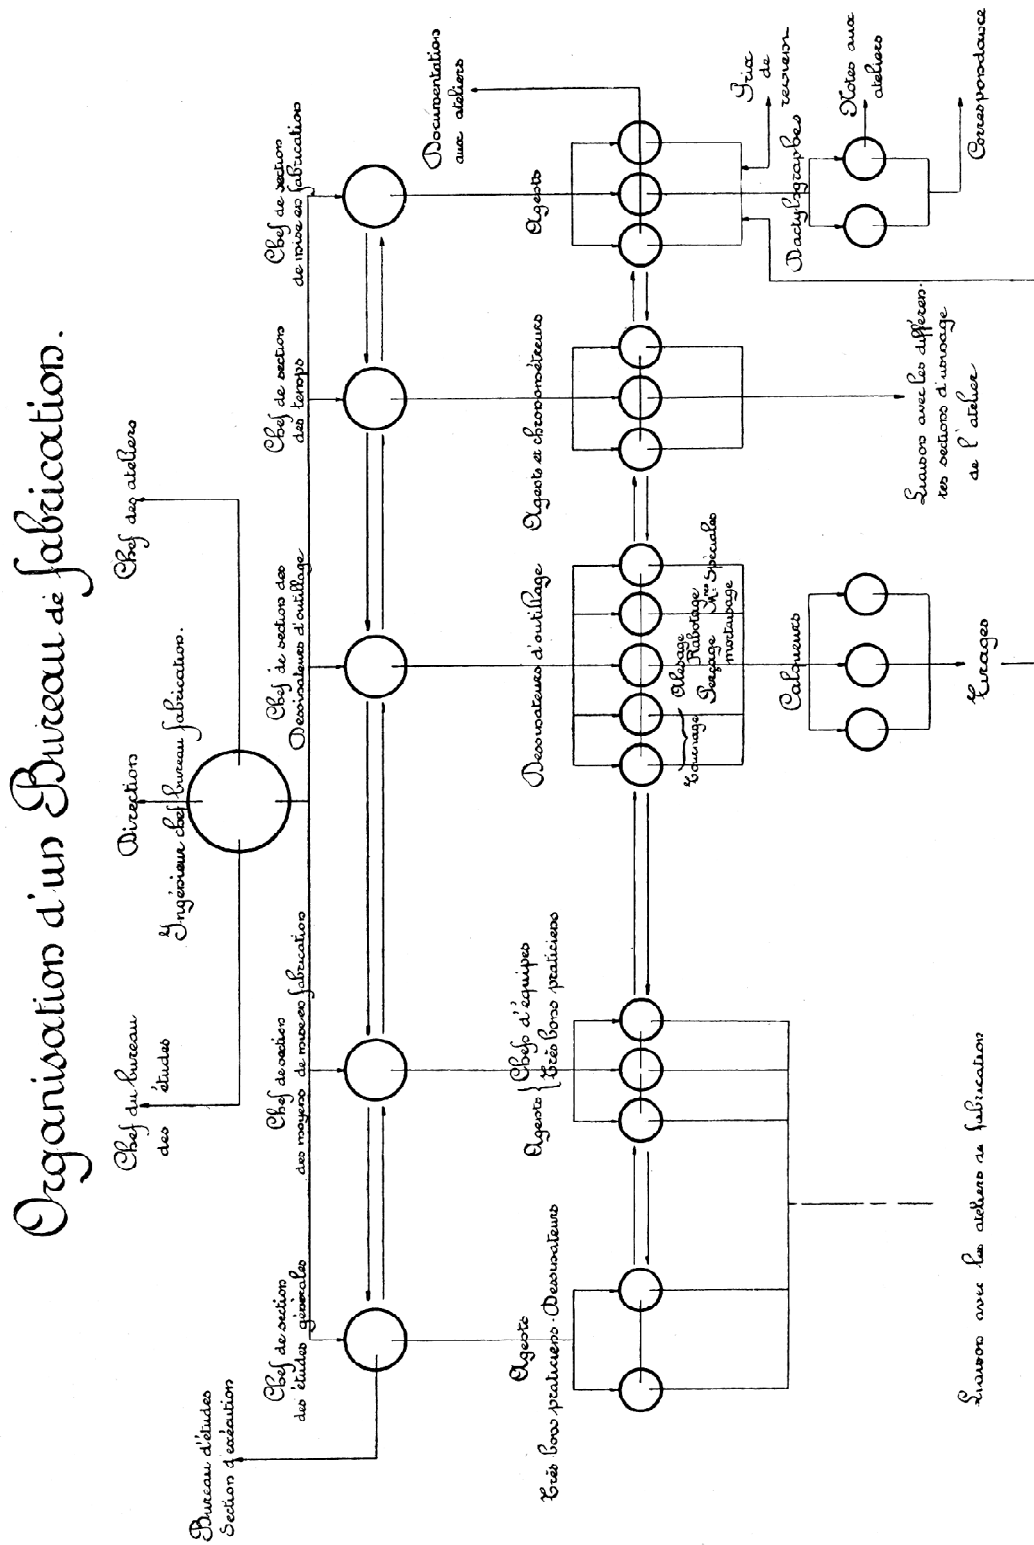 Organisation d'un Bureau de fabrication.
Chef du bureau
des études
Direction
Chef des ateliers
Ingénieur chef bureau fabrication.
Bureau d'études
Section d'exécution
Chef de section
des études générales
Chef de section
des moyens de mise en fabrication
Chef de section des
Dessinateurs d'outillage
Chef de section
des temps
Chef de section
de mise en fabrication
Documentation
aux ateliers
Agents
Très bons praticiens-Dessinateurs
Agents { Chefs d'équipes
Très bons praticiens
Dessinateurs d'outillage
Agents et chronométreurs
Agents
Tournage
Alésage
Perçage
Rabotage
mortaisage
Mnes Spéciales
Prix
de
revient
Calqueurs
Dactylographes
Notes aux
ateliers
Liaison avec les ateliers de fabrication
Tirages
Liaison avec les différen-
tes sections d'usinage
de l'atelier
Correspondance